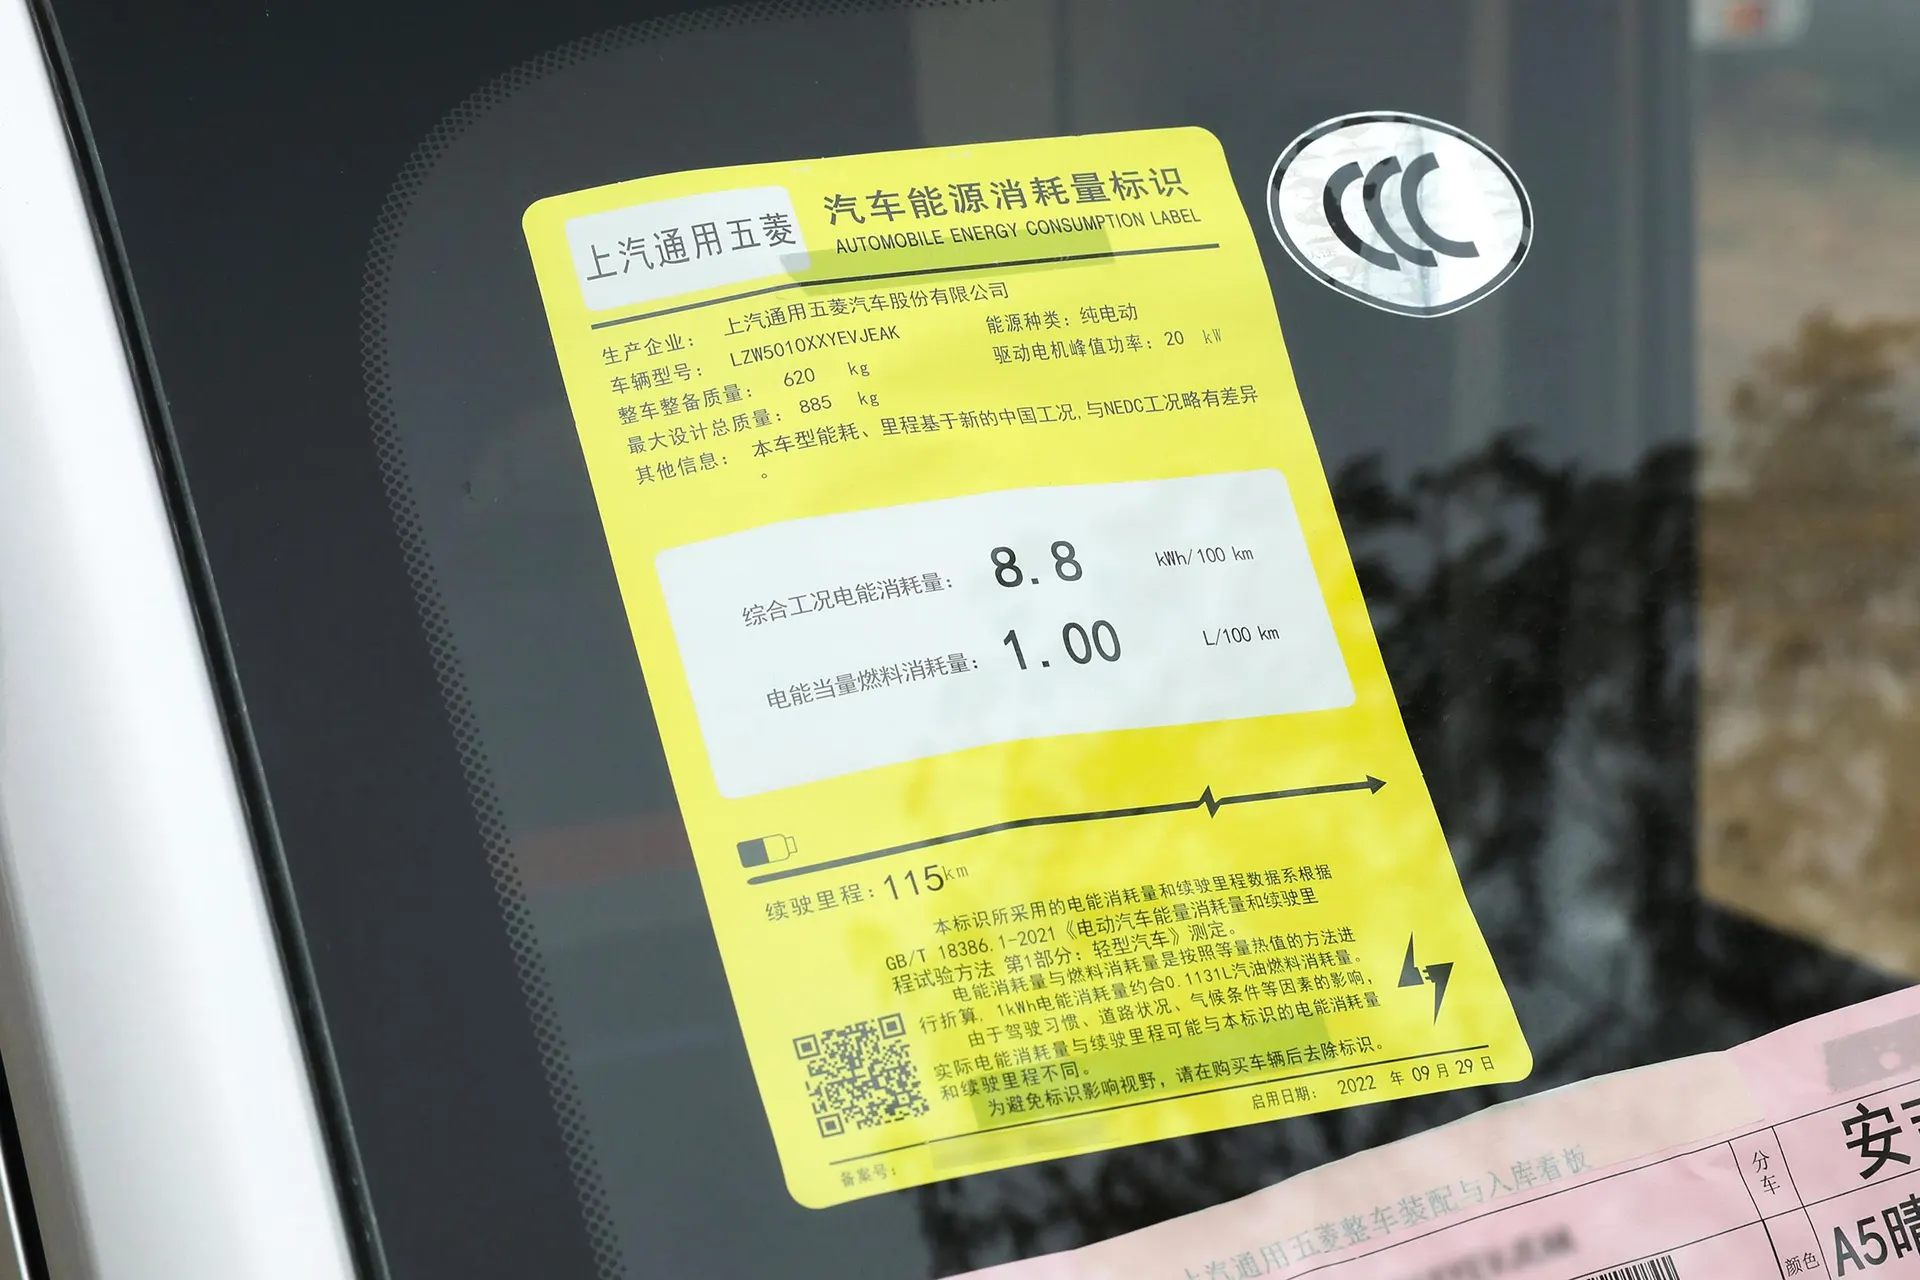 上汽通用五菱
汽车能源消耗量标识
AUTOMOBILE ENERGY CONSUMPTION LABEL
生产企业： 上汽通用五菱汽车股份有限公司
车辆型号： LZW5010XXYEVJEAK
能源种类：纯电动
整车整备质量： 620 kg
驱动电机峰值功率：20 kW
最大设计总质量： 885 kg
其他信息： 本车型能耗、里程基于新的中国工况,与NEDC工况略有差异
。
综合工况电能消耗量： 8.8 kWh/100 km
电能当量燃料消耗量： 1.00 L/100 km
续驶里程：115km
本标识所采用的电能消耗量和续驶里程数据系根据
GB/T 18386.1-2021《电动汽车能量消耗量和续驶里
程试验方法 第1部分：轻型汽车》测定。
电能消耗量与燃料消耗量是按照等量热值的方法进
行折算，1kWh电能消耗量约合0.1131L汽油燃料消耗量。
由于驾驶习惯、道路状况、气候条件等因素的影响，
实际电能消耗量与续驶里程可能与本标识的电能消耗量
和续驶里程不同。
为避免标识影响视野，请在购买车辆后去除标识。
启用日期： 2022 年 09 月 29 日
备案号：
CCC
上汽通用五菱整车装配与入库看板
分车
安
颜色
A5晴